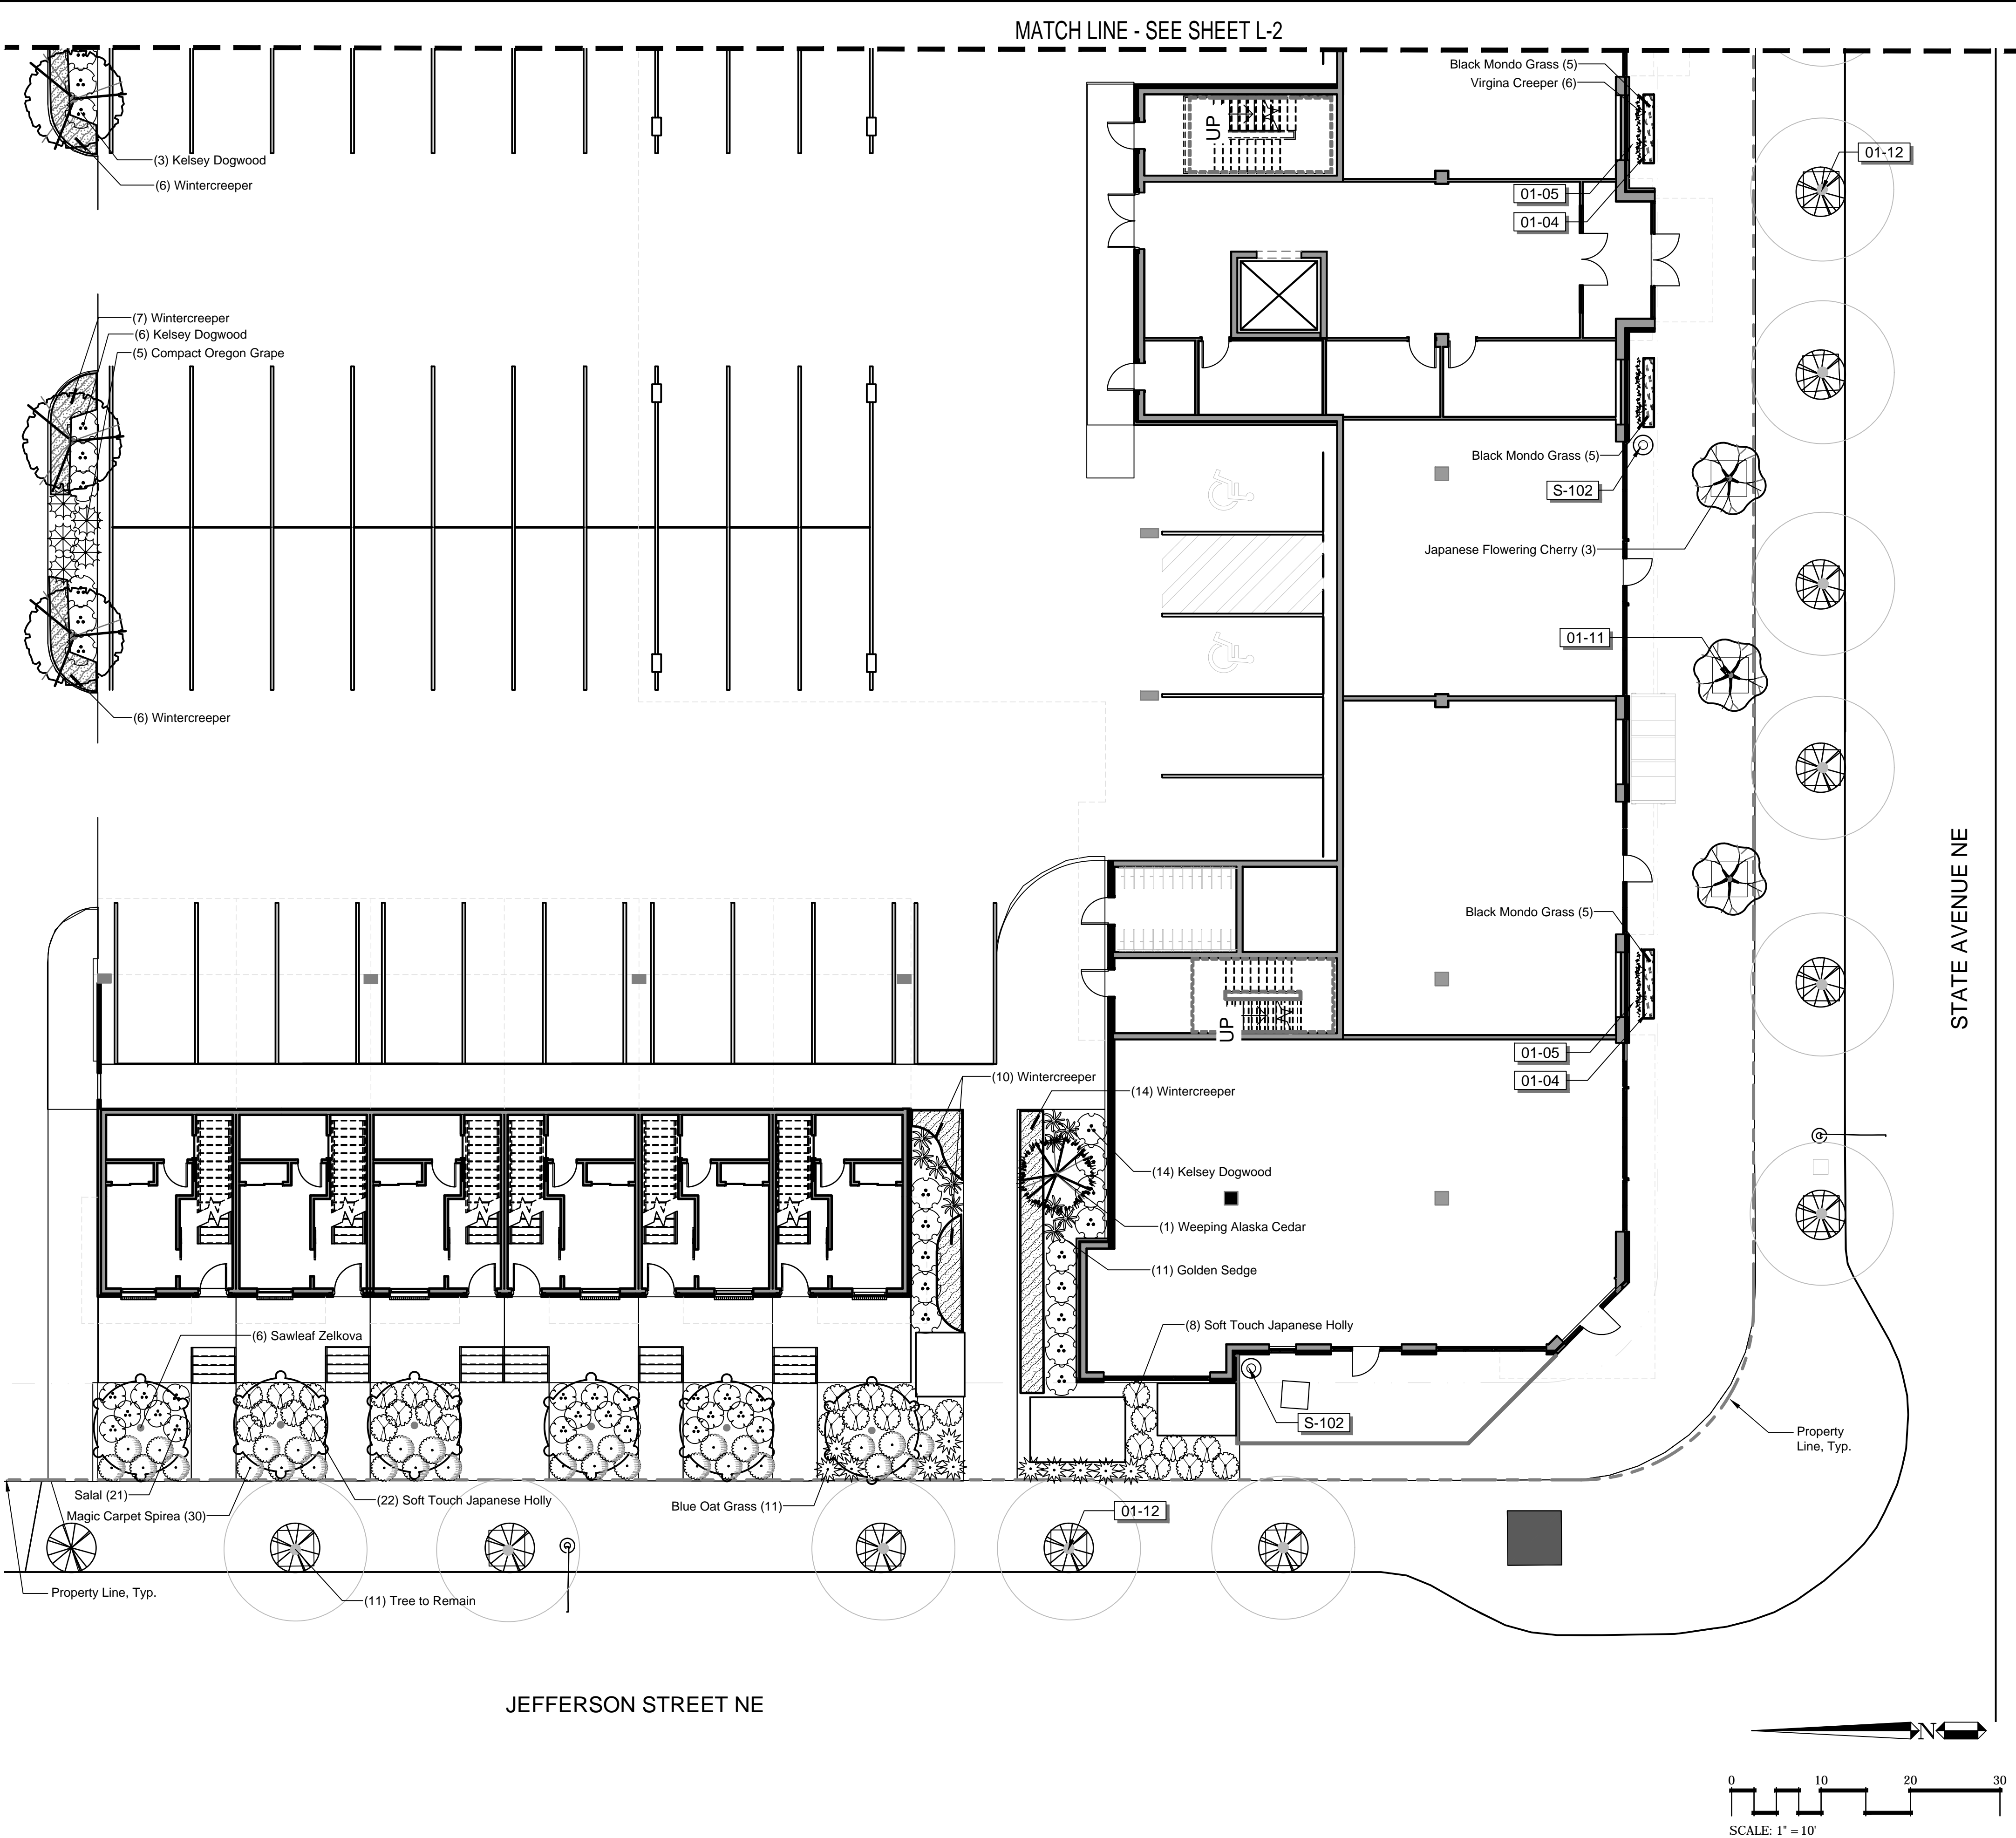 MATCH LINE - SEE SHEET L-2
Black Mondo Grass (5)
Virgina Creeper (6)
UP
01-12
(3) Kelsey Dogwood
(6) Wintercreeper
01-05
01-04
(7) Wintercreeper
(6) Kelsey Dogwood
(5) Compact Oregon Grape
Black Mondo Grass (5)
S-102
Japanese Flowering Cherry (3)
01-11
(6) Wintercreeper
STATE AVENUE NE
Black Mondo Grass (5)
UP
01-05
01-04
(10) Wintercreeper
(14) Wintercreeper
(14) Kelsey Dogwood
(1) Weeping Alaska Cedar
(11) Golden Sedge
(8) Soft Touch Japanese Holly
(6) Sawleaf Zelkova
S-102
Property
Line, Typ.
Salal (21)
(22) Soft Touch Japanese Holly
Blue Oat Grass (11)
Magic Carpet Spirea (30)
01-12
Property Line, Typ.
(11) Tree to Remain
JEFFERSON STREET NE
N
0 10 20 30
SCALE: 1" = 10'